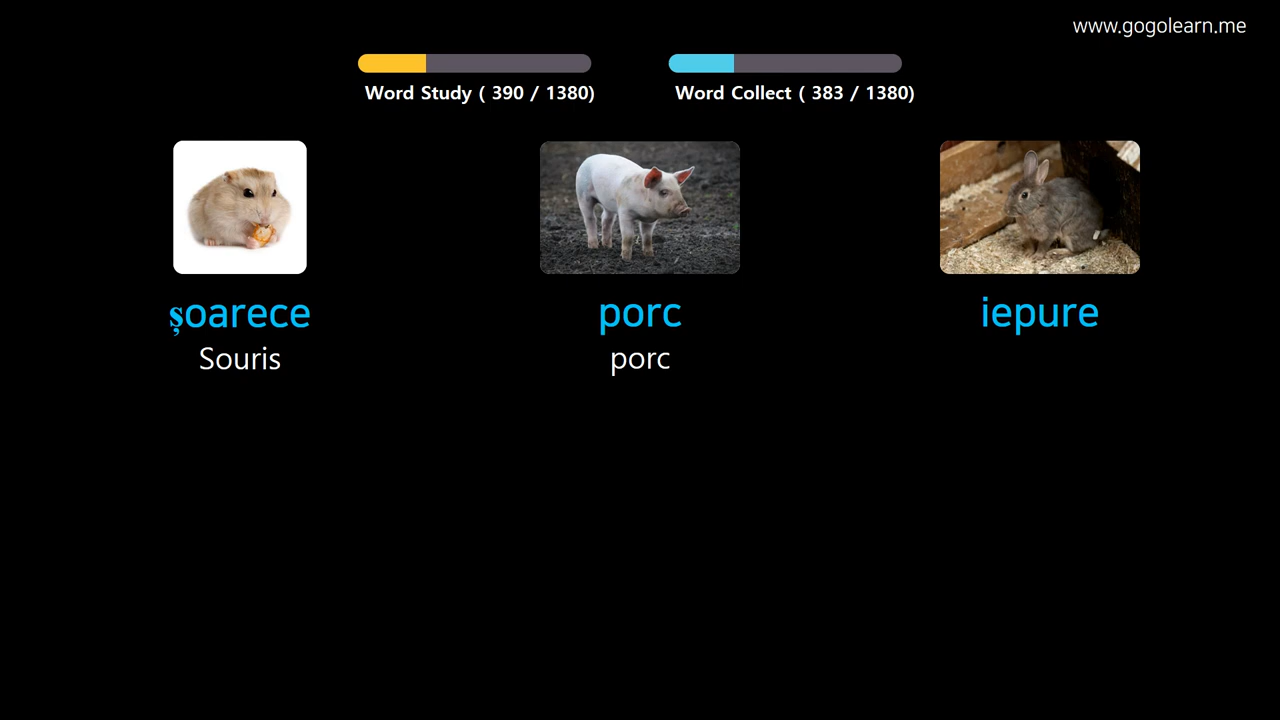 www.gogolearn.me
Word Study ( 390 / 1380)
Word Collect ( 383 / 1380)
șoarece
porc
iepure
Souris
porc